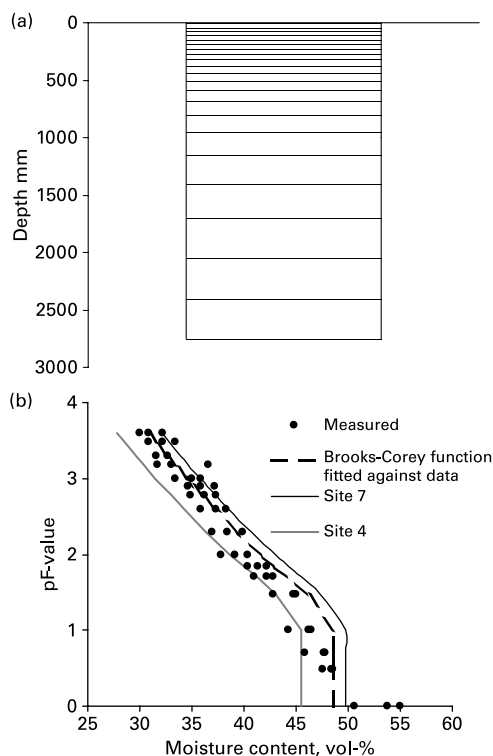 (a)
0
500
1000
1500
2000
2500
3000
Depth mm
(b)
4
3
2
1
0
pF-value
Measured
Brooks-Corey function
fitted against data
Site 7
Site 4
25 30 35 40 45 50 55 60
Moisture content, vol-%